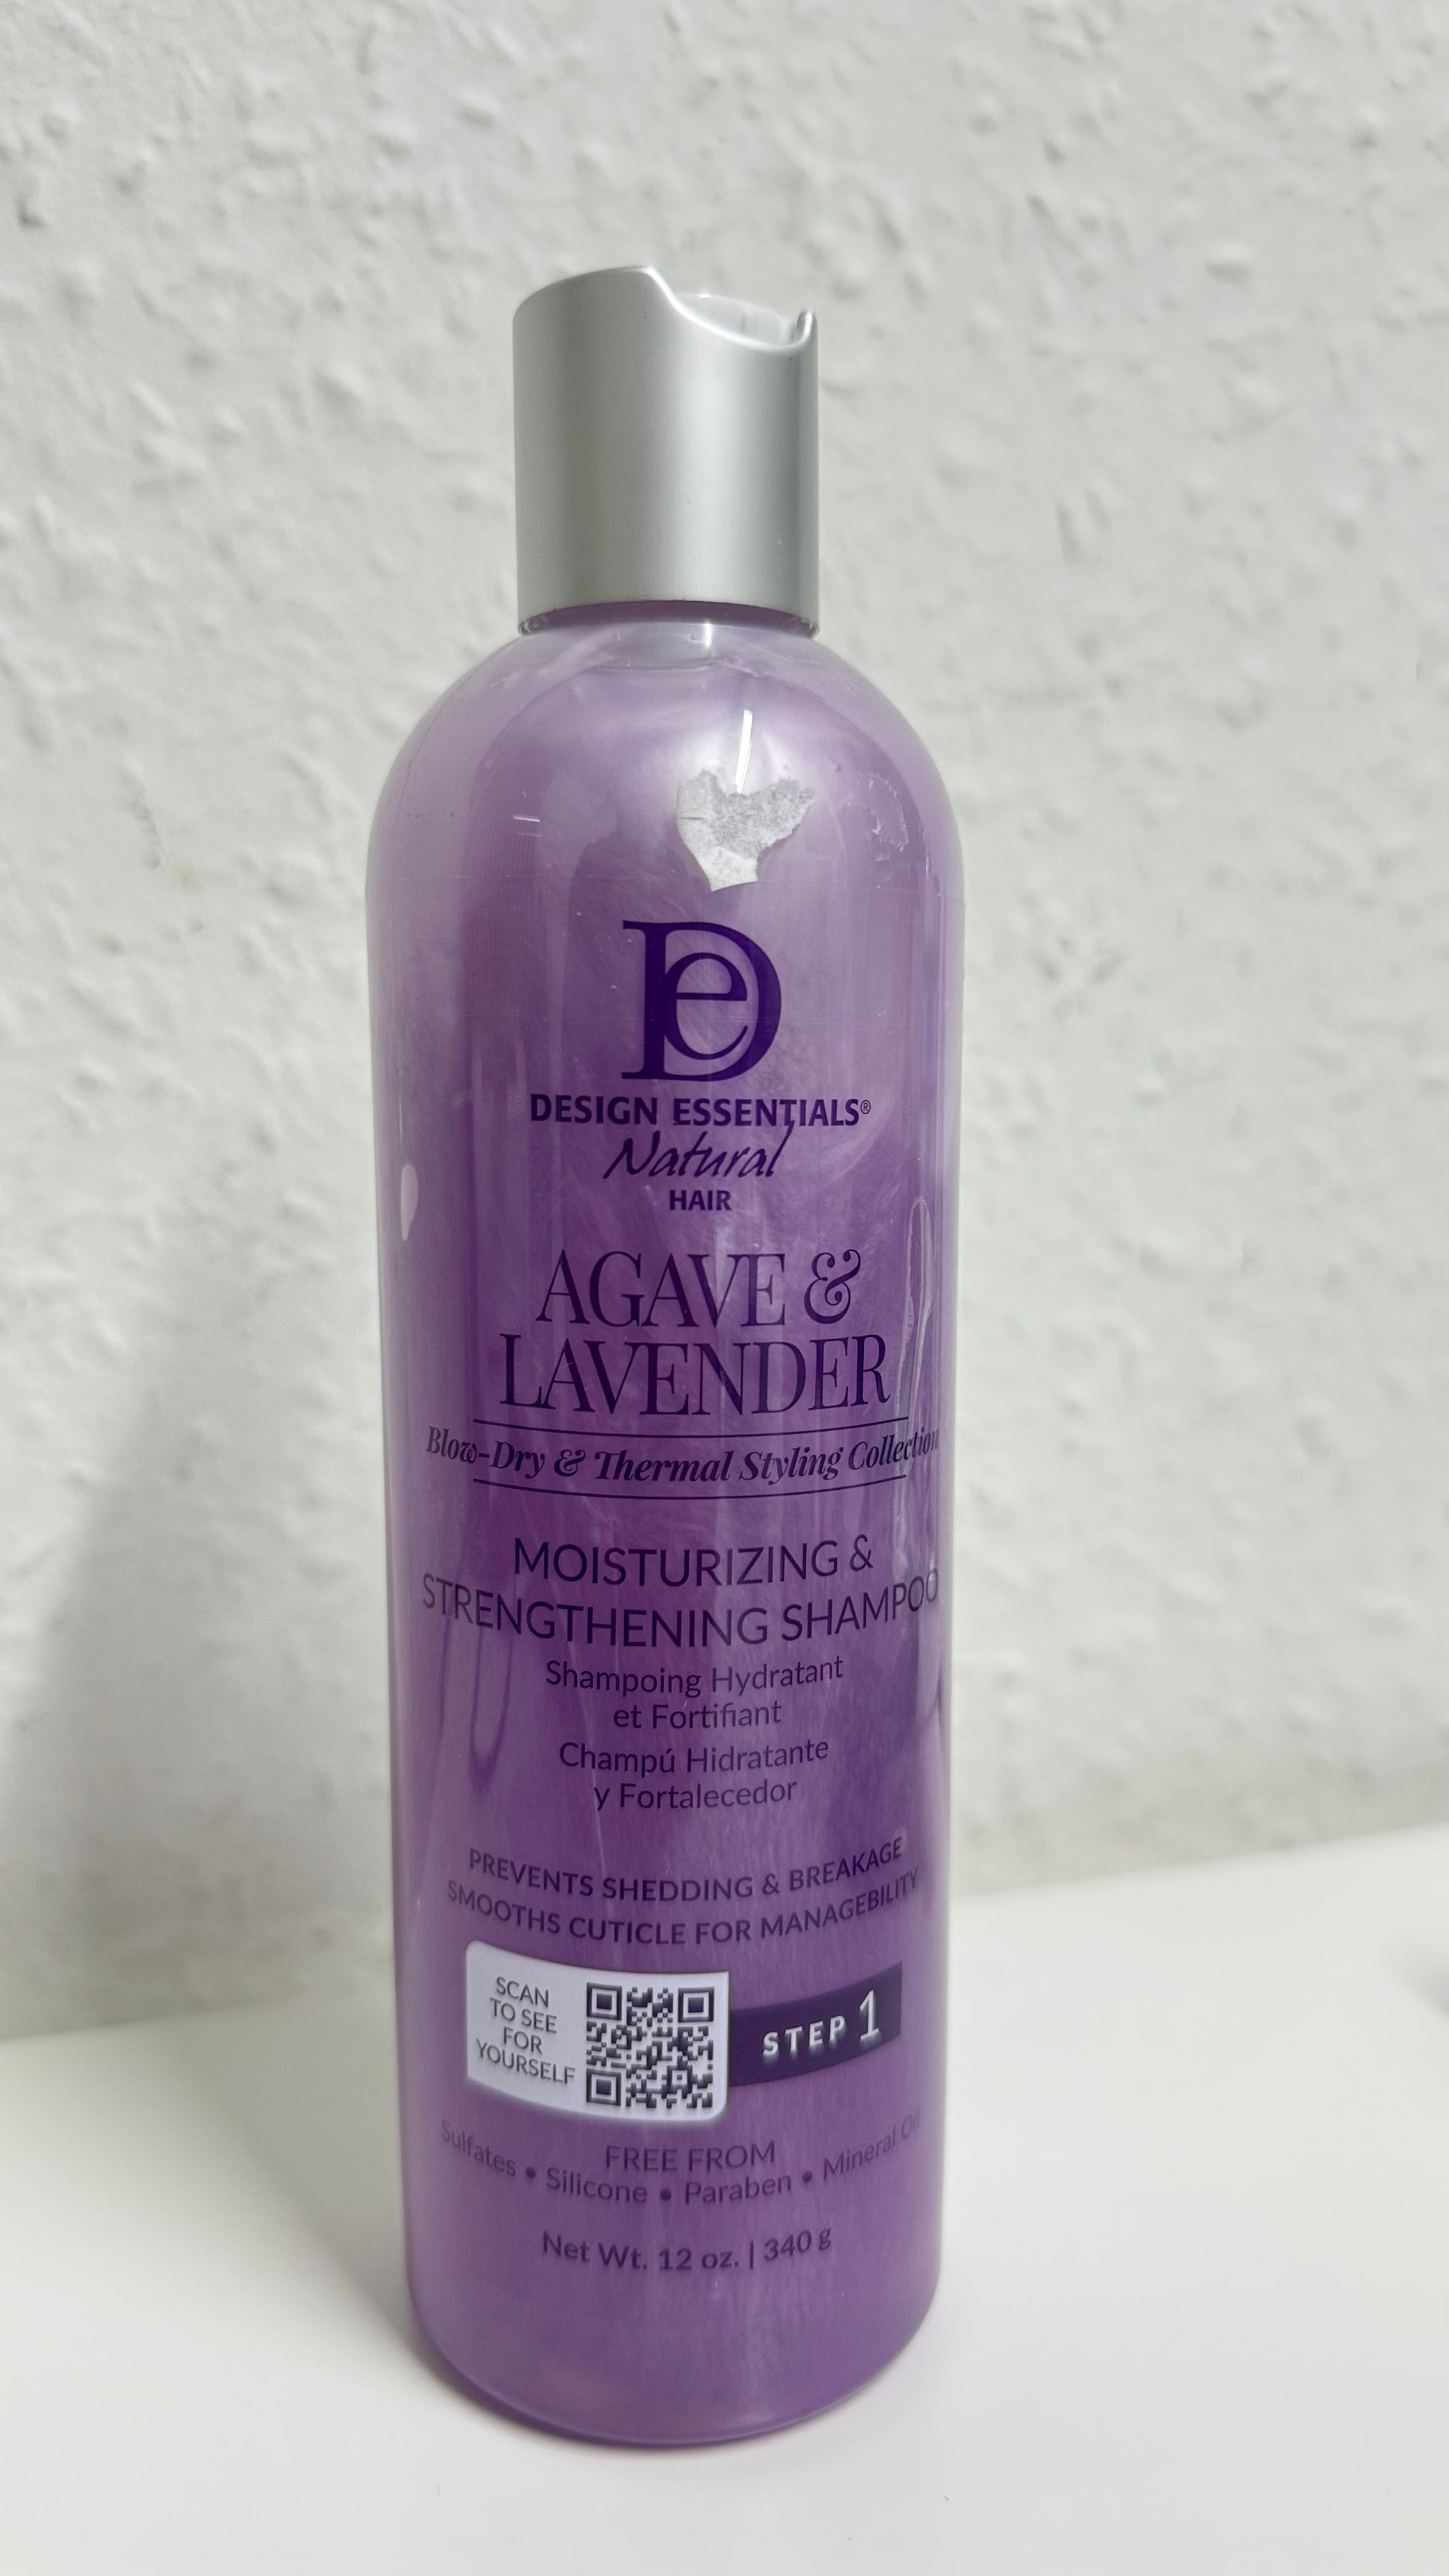 De
DESIGN ESSENTIALS®
Natural
HAIR
AGAVE &
LAVENDER
Blow-Dry & Thermal Styling Collection
MOISTURIZING &
STRENGTHENING SHAMPOO
Shampoing Hydratant
et Fortifiant
Champú Hidratante
y Fortalecedor
PREVENTS SHEDDING & BREAKAGE
SMOOTHS CUTICLE FOR MANAGEBILITY
SCAN
TO SEE
FOR
YOURSELF
STEP 1
FREE FROM
Sulfates • Silicone • Paraben • Mineral Oil
Net Wt. 12 oz. | 340 g